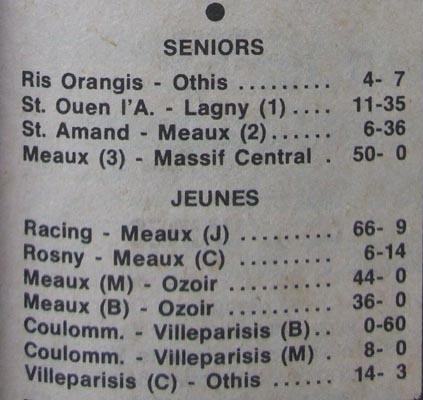 SENIORS
Ris Orangis - Othis ......... 4- 7
St. Ouen l'A. - Lagny (1) .... 11-35
St. Amand - Meaux (2)...... 6-36
Meaux (3) - Massif Central . 50- 0
JEUNES
Racing - Meaux (J) ......... 66- 9
Rosny - Meaux (C) ......... 6-14
Meaux (M) - Ozoir ......... 44- 0
Meaux (B) - Ozoir ......... 36- 0
Coulomm. - Villeparisis (B).. 0-60
Coulomm. - Villeparisis (M) . 8- 0
Villeparisis (C) - Othis ...... 14- 3